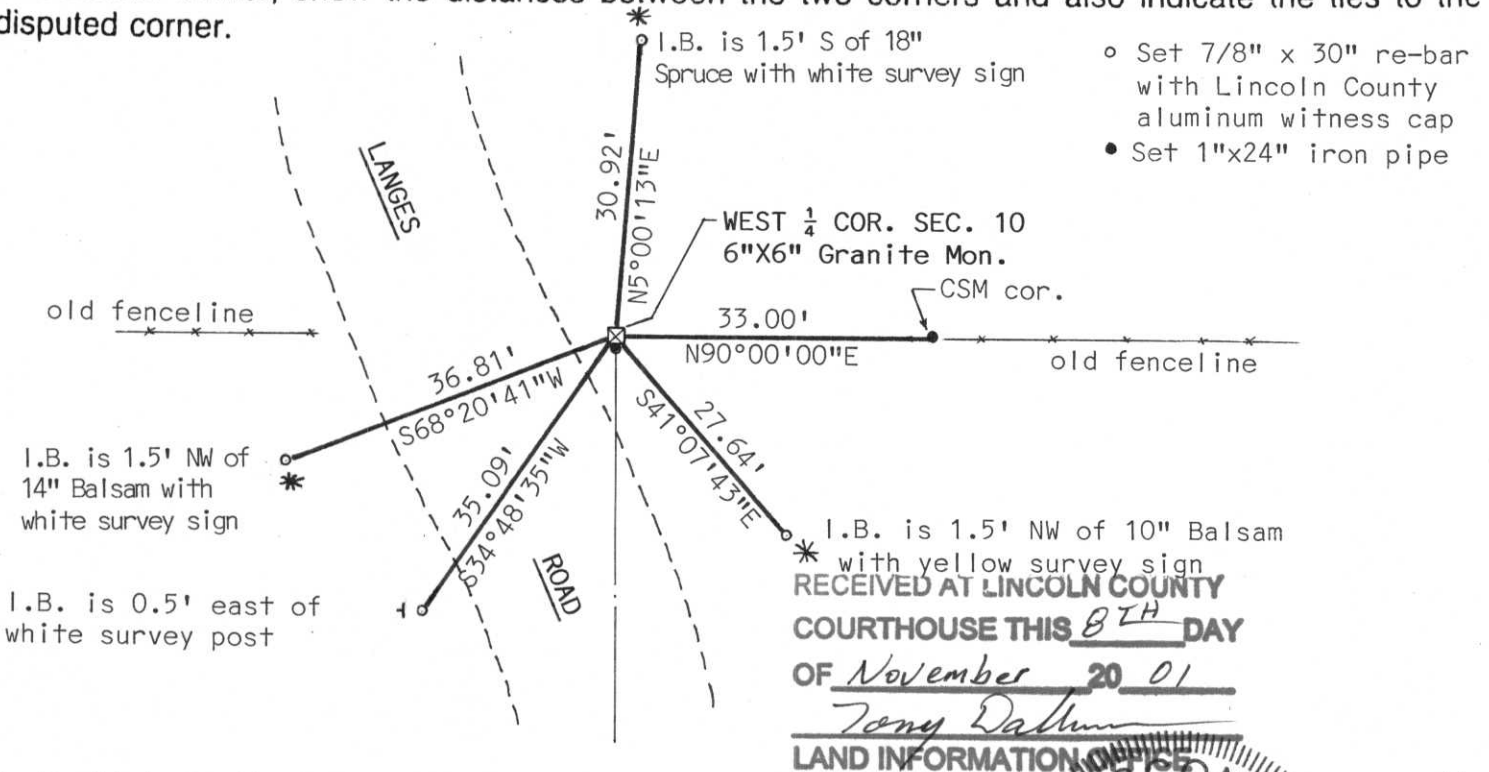 disputed corner.
I.B. is 1.5' S of 18"
Spruce with white survey sign
Set 7/8" x 30" re-bar
with Lincoln County
aluminum witness cap
Set 1"x24" iron pipe
LANGES
30.92'
N5°00'13"E
WEST 1/4 COR. SEC. 10
6"X6" Granite Mon.
CSM cor.
old fenceline
33.00'
N90°00'00"E
old fenceline
36.81'
S68°20'41"W
27.64'
S41°07'43"E
I.B. is 1.5' NW of
14" Balsam with
white survey sign
35.09'
S34°48'35"W
I.B. is 1.5' NW of 10" Balsam
with yellow survey sign
ROAD
I.B. is 0.5' east of
white survey post
RECEIVED AT LINCOLN COUNTY
COURTHOUSE THIS 8TH DAY
OF November 20 01
Tony Dallman
LAND INFORMATION OFFICE